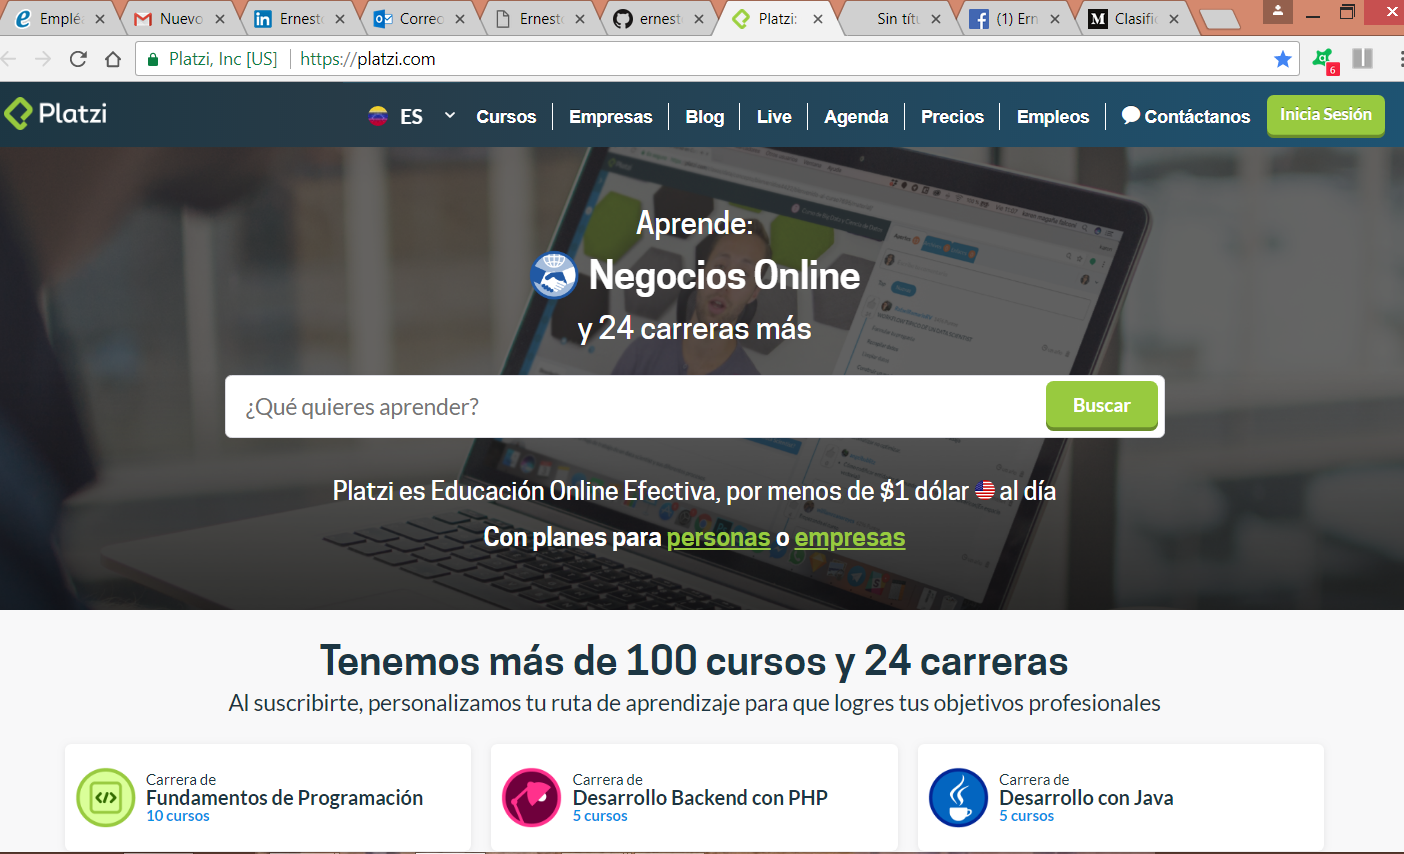 Emplé
Nuevo
Ernesto
Correo
Ernesto
ernest
Platzi:
Sin títu
(1) Ern
Clasific
Platzi, Inc [US]
https://platzi.com
6
Platzi
ES
Cursos
Empresas
Blog
Live
Agenda
Precios
Empleos
Contáctanos
Inicia Sesión
Aprende:
Negocios Online
y 24 carreras más
¿Qué quieres aprender?
Buscar
Platzi es Educación Online Efectiva, por menos de $1 dólar al día
Con planes para personas o empresas
Tenemos más de 100 cursos y 24 carreras
Al suscribirte, personalizamos tu ruta de aprendizaje para que logres tus objetivos profesionales
Carrera de
Fundamentos de Programación
10 cursos
Carrera de
Desarrollo Backend con PHP
5 cursos
Carrera de
Desarrollo con Java
5 cursos